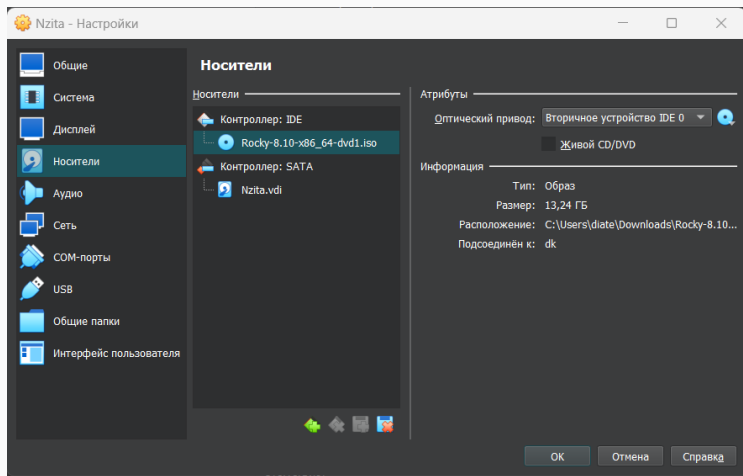 Nzita - Настройки
Общие
Система
Дисплей
Носители
Аудио
Сеть
COM-порты
USB
Общие папки
Интерфейс пользователя
Носители
Носители
Контроллер: IDE
Rocky-8.10-x86_64-dvd1.iso
Контроллер: SATA
Nzita.vdi
Атрибуты
Оптический привод: Вторичное устройство IDE 0
Живой CD/DVD
Информация
Тип: Образ
Размер: 13,24 ГБ
Расположение: C:\Users\diate\Downloads\Rocky-8.10...
Подсоединён к: dk
OK Отмена Справка